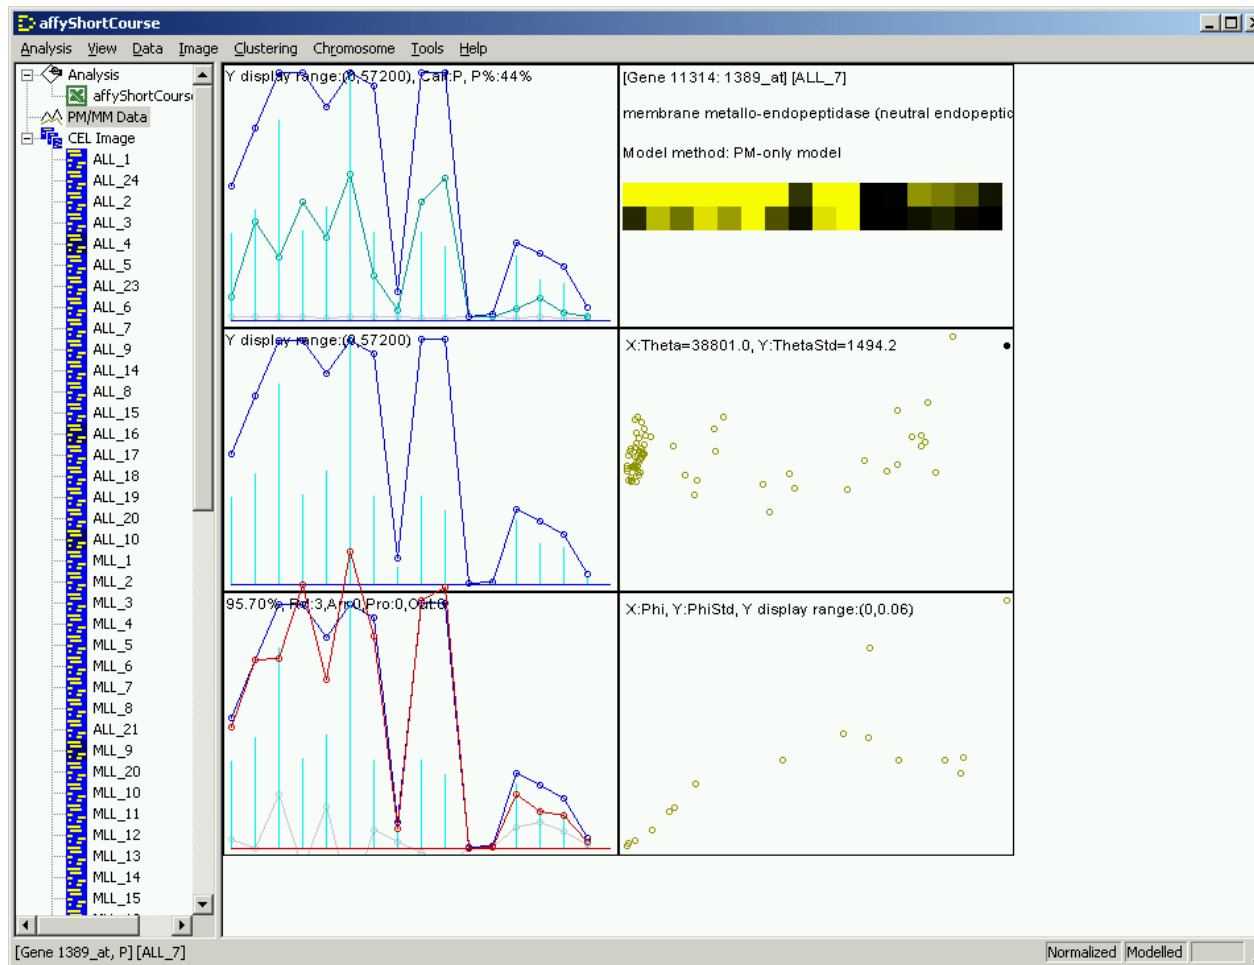 affyShortCourse
Analysis View Data Image Clustering Chromosome Tools Help
Analysis
affyShortCours
PM/MM Data
CEL Image
ALL_1
ALL_24
ALL_2
ALL_3
ALL_4
ALL_5
ALL_23
ALL_6
ALL_7
ALL_9
ALL_14
ALL_8
ALL_15
ALL_16
ALL_17
ALL_18
ALL_19
ALL_20
ALL_10
MLL_1
MLL_2
MLL_3
MLL_4
MLL_5
MLL_6
MLL_7
MLL_8
ALL_21
MLL_9
MLL_20
MLL_10
MLL_11
MLL_12
MLL_13
MLL_14
MLL_15
Y display range:(0,57200), Call:P, P%:44%
[Gene 11314: 1389_at] [ALL_7]
membrane metallo-endopeptidase (neutral endopeptic
Model method: PM-only model
Y display range:(0,57200)
X:Theta=38801.0, Y:ThetaStd=1494.2
95.70%, Rd:3,Arr:0,Pro:0,Out:0
X:Phi, Y:PhiStd, Y display range:(0,0.06)
[Gene 1389_at, P] [ALL_7]
Normalized Modelled